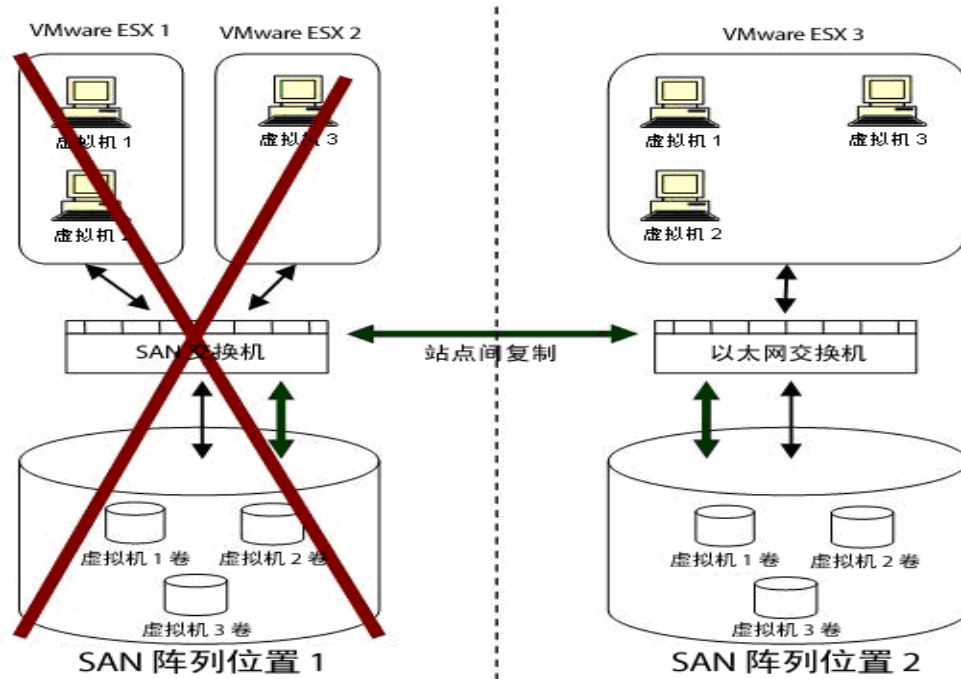 VMware ESX 1
VMware ESX 2
VMware ESX 3
虚拟机 1
虚拟机 3
虚拟机 2
虚拟机 1
虚拟机 3
虚拟机 2
SAN 交换机
站点间复制
以太网交换机
虚拟机 1 卷
虚拟机 2 卷
虚拟机 3 卷
虚拟机 1 卷
虚拟机 2 卷
虚拟机 3 卷
SAN 阵列位置 1
SAN 阵列位置 2